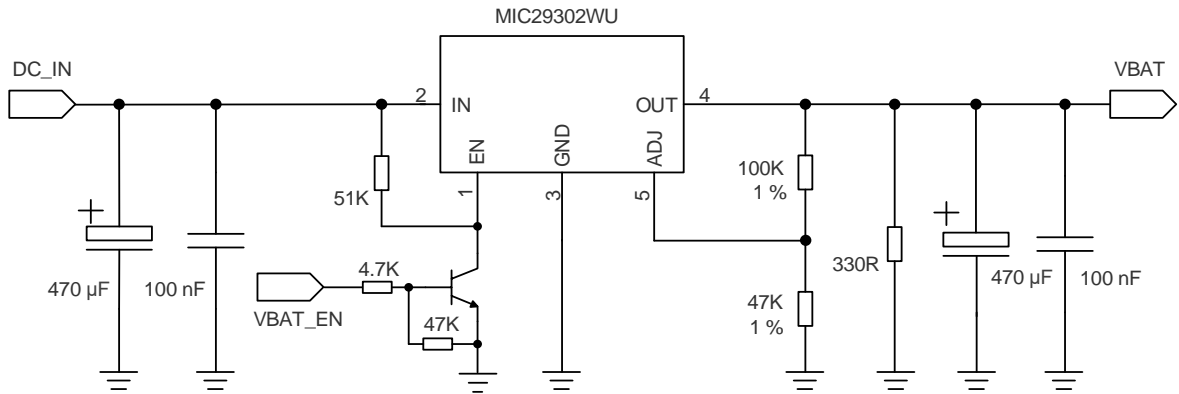 MIC29302WU
DC_IN
VBAT
2
IN
OUT
4
EN
GND
ADJ
1
3
5
51K
100K
1 %
470 µF
100 nF
4.7K
VBAT_EN
47K
47K
1 %
330R
470 µF
100 nF